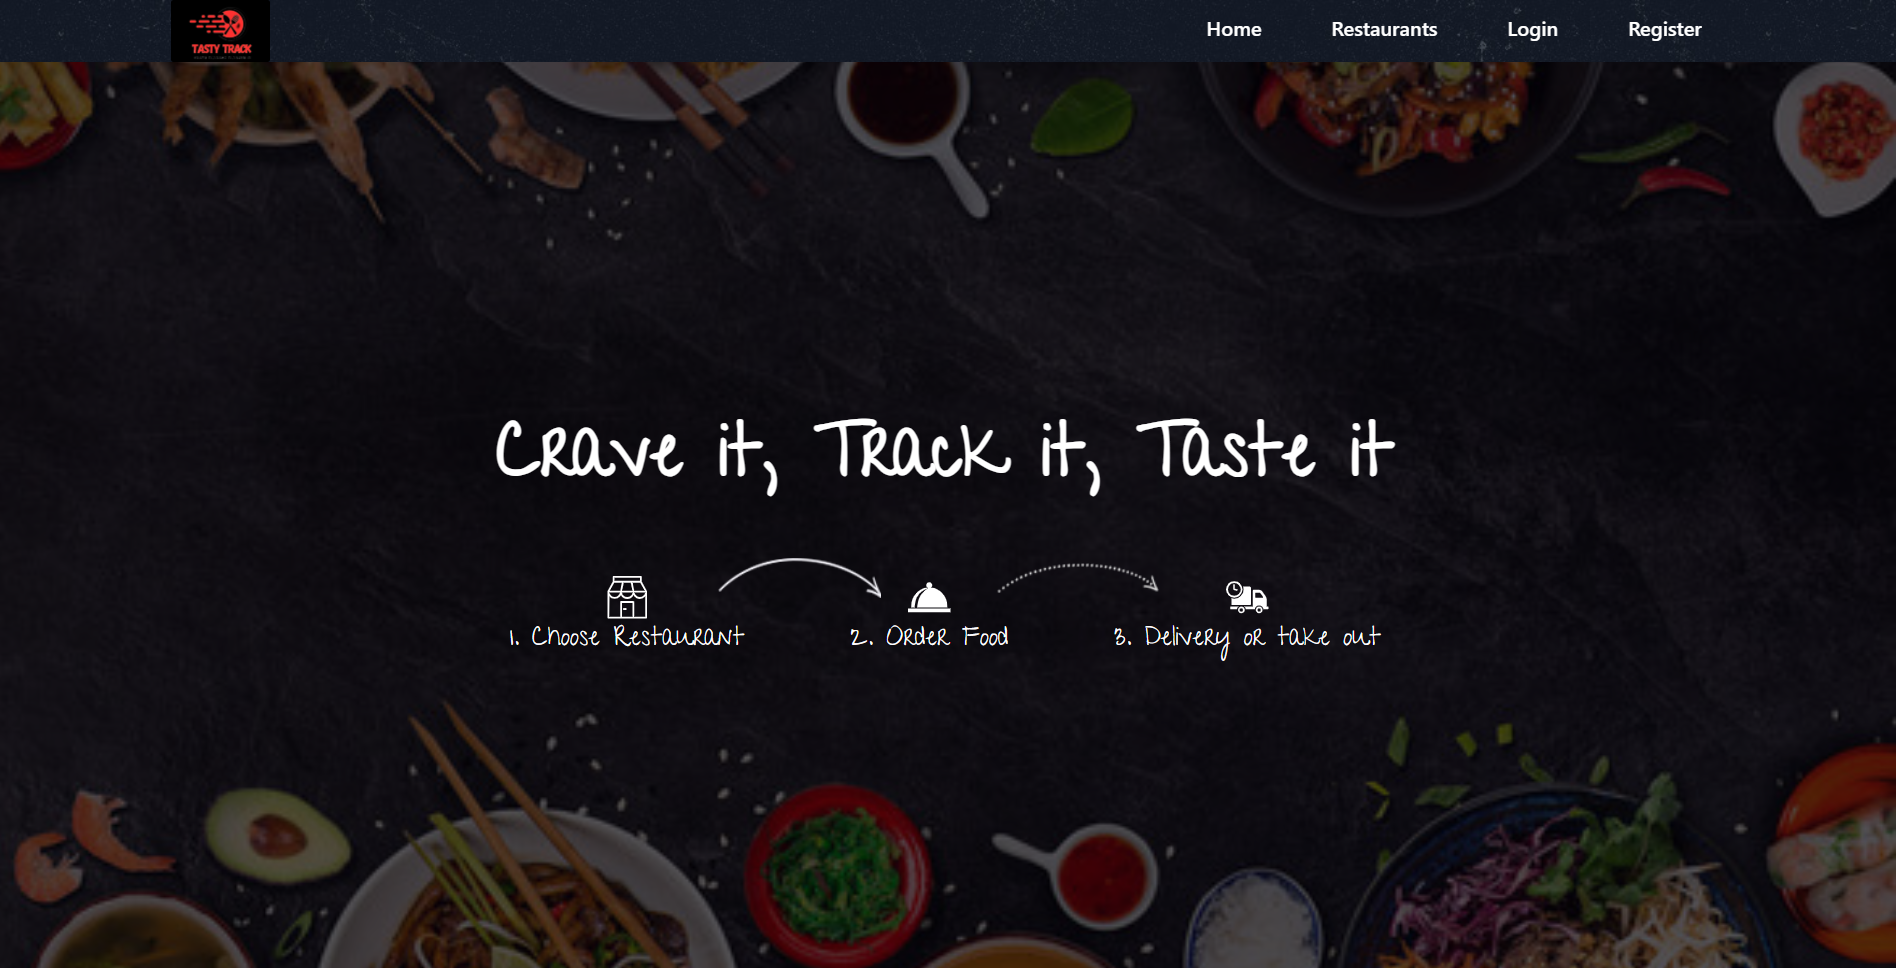 TASTY TRACK
Home
Restaurants
Login
Register
Crave it, Track it, Taste it
1. Choose Restaurant
2. Order Food
3. Delivery or take out